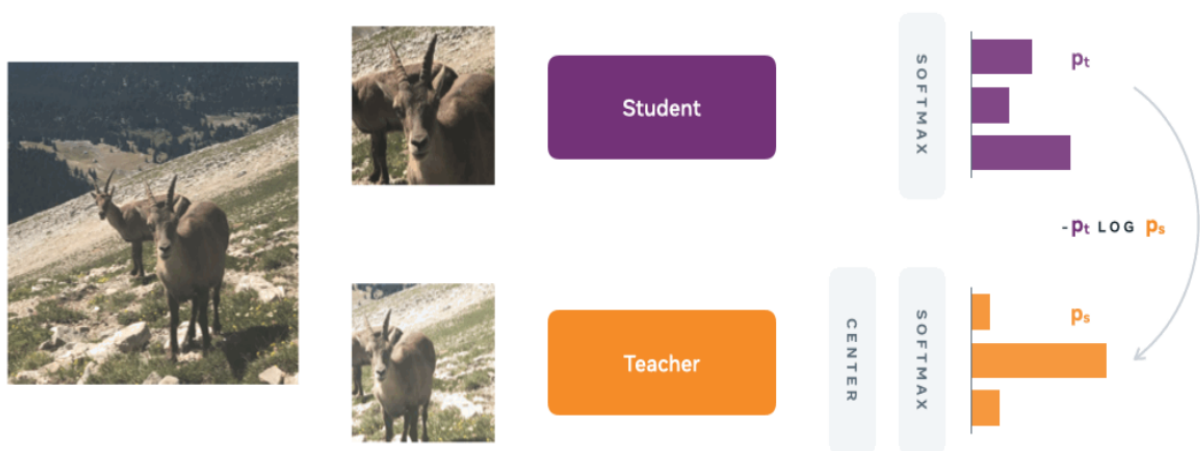 Student
SOFTMAX
pt
-pt LOG ps
Teacher
CENTER
SOFTMAX
ps